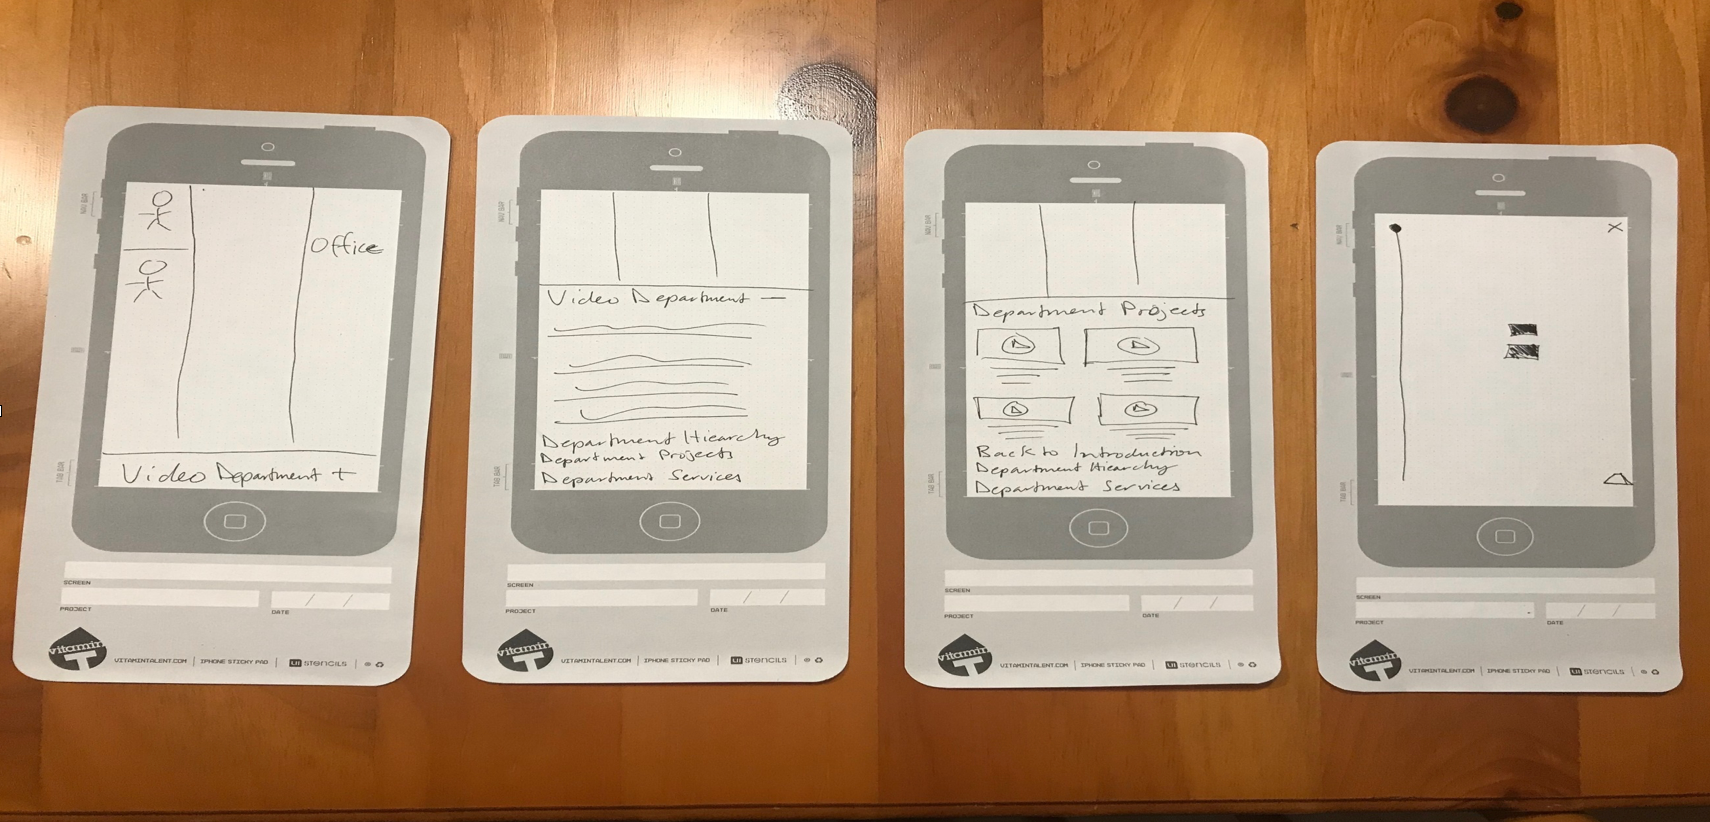 Office
Video Department +
NAV BAR
TAB BAR
SCREEN
PROJECT
DATE
/ /
vitamin
T
VITAMINTALENT.COM | IPHONE STICKY PAD | UI STENCILS
Video Department —
Department Hiearchy
Department Projects
Department Services
NAV BAR
TAB BAR
SCREEN
PROJECT
DATE
/ /
vitamin
T
VITAMINTALENT.COM | IPHONE STICKY PAD | UI STENCILS
Department Projects
Back to Introduction
Department Hiearchy
Department Services
NAV BAR
TAB BAR
SCREEN
PROJECT
DATE
/ /
vitamin
T
VITAMINTALENT.COM | IPHONE STICKY PAD | UI STENCILS
X
NAV BAR
TAB BAR
SCREEN
PROJECT
DATE
/ /
vitamin
T
VITAMINTALENT.COM | IPHONE STICKY PAD | UI STENCILS